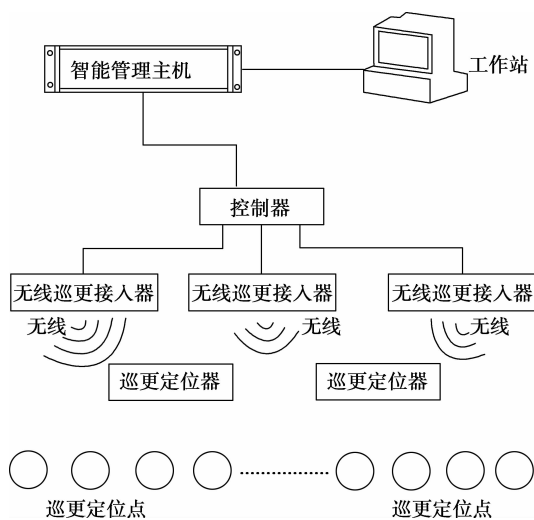 智能管理主机
工作站
控制器
无线巡更接入器
无线巡更接入器
无线巡更接入器
无线
无线
无线
巡更定位器
巡更定位器
巡更定位点
巡更定位点